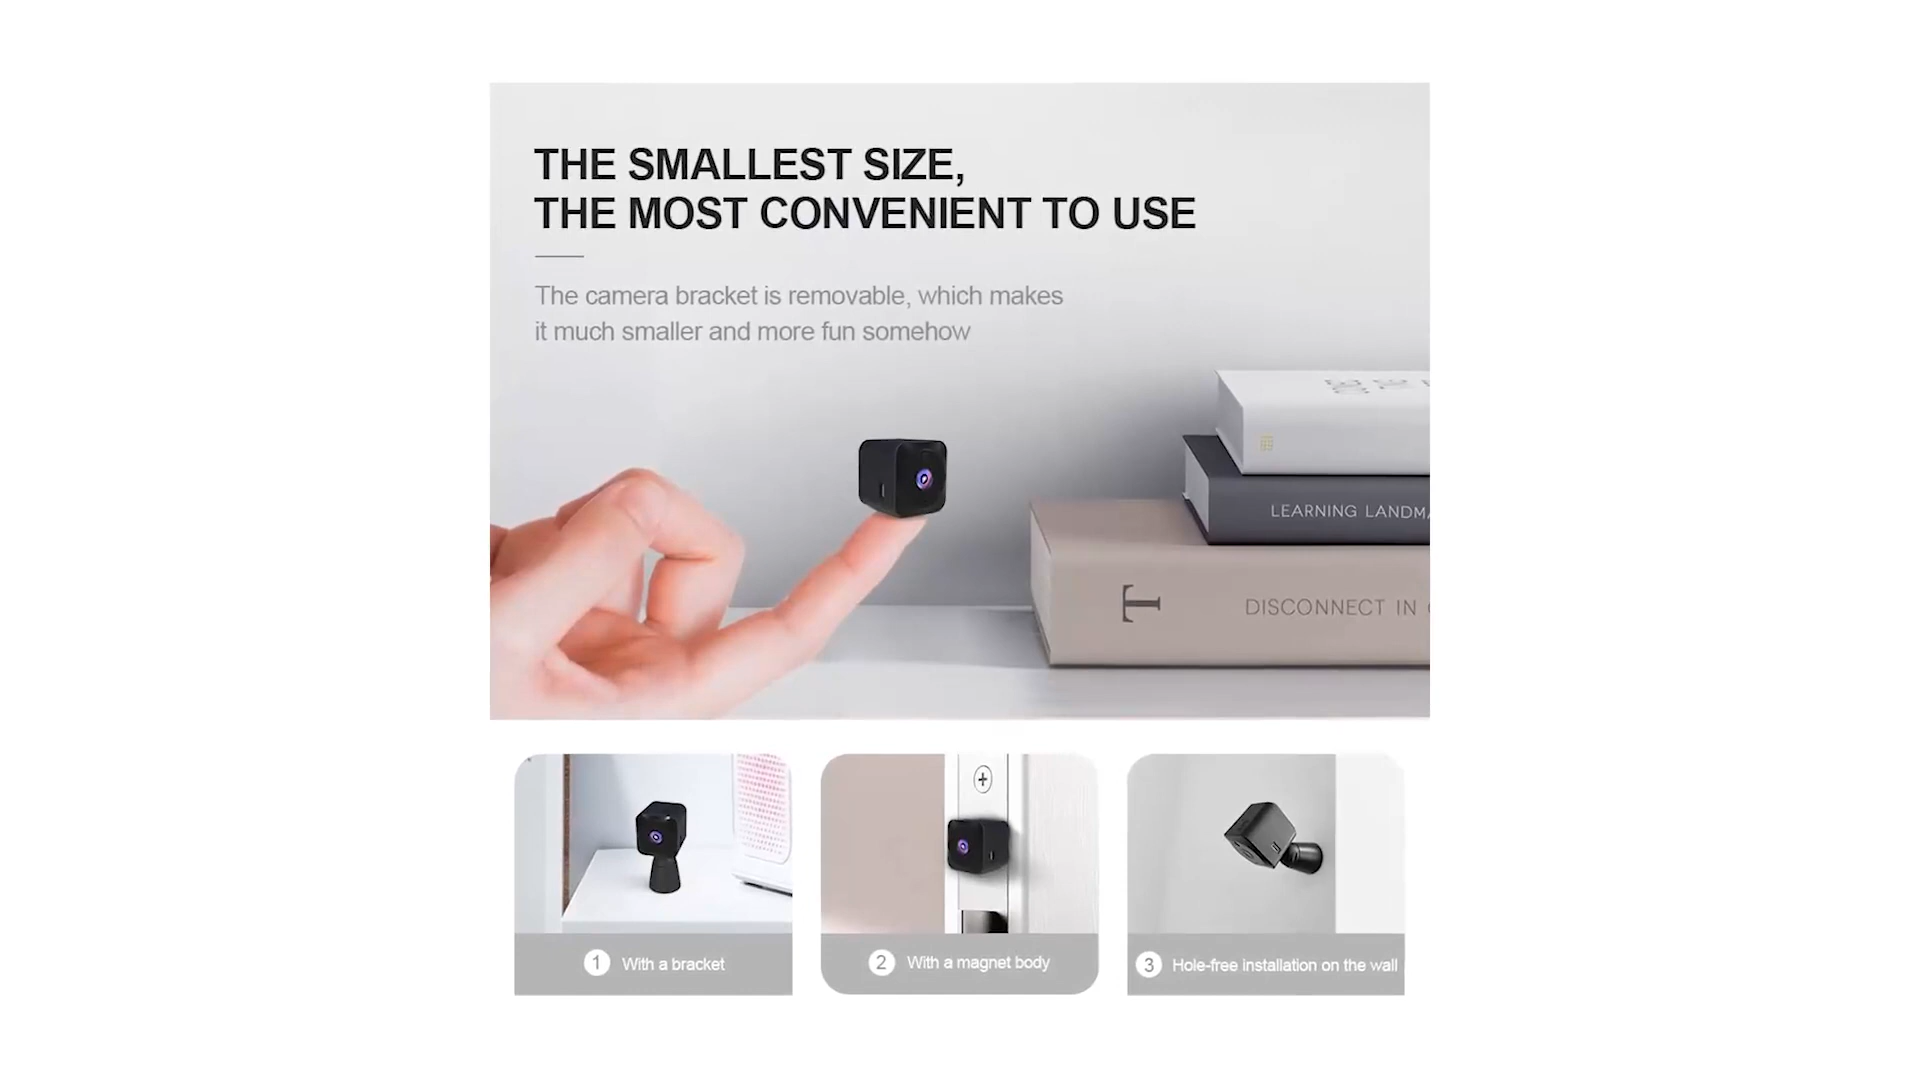 THE SMALLEST SIZE,
THE MOST CONVENIENT TO USE
The camera bracket is removable, which makes
it much smaller and more fun somehow
LEARNING LANDMA
T
DISCONNECT IN
1 With a bracket
2 With a magnet body
3 Hole-free installation on the wall